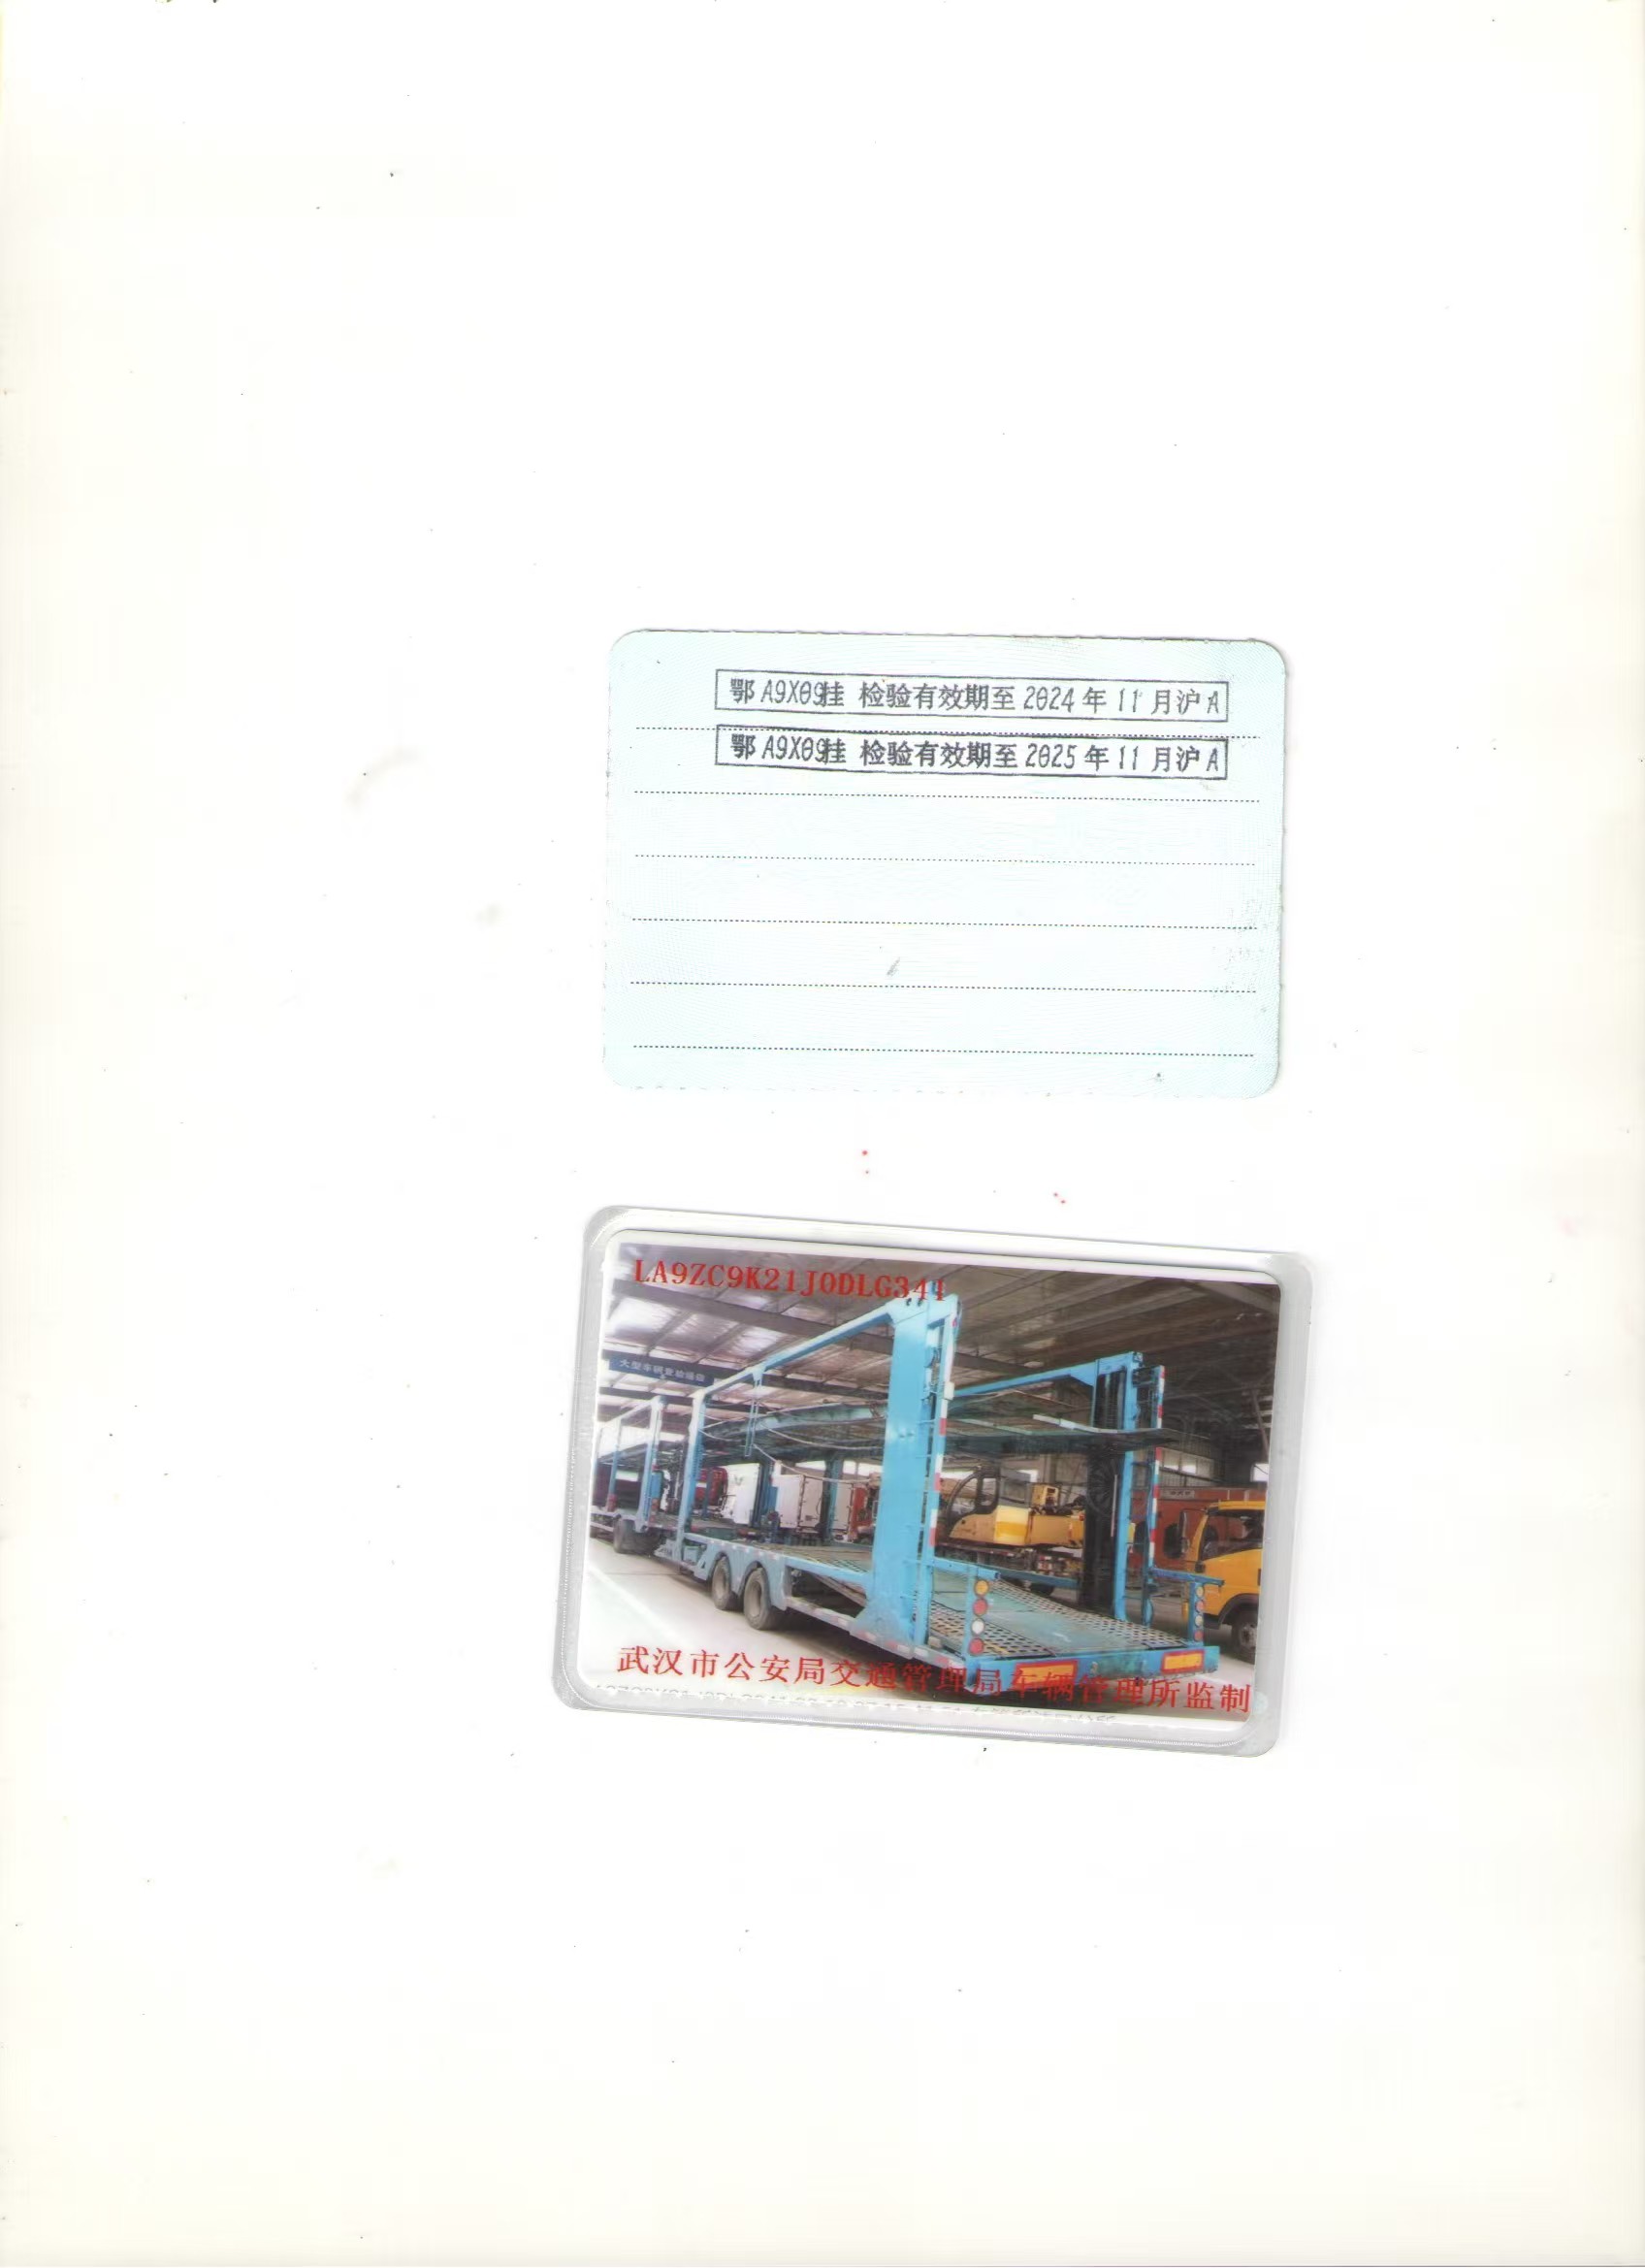 鄂A9X09挂 检验有效期至2024年11月沪A
鄂A9X09挂 检验有效期至2025年11月沪A
LA9ZC9K21J0DLG344
武汉市公安局交通管理局车辆管理所监制